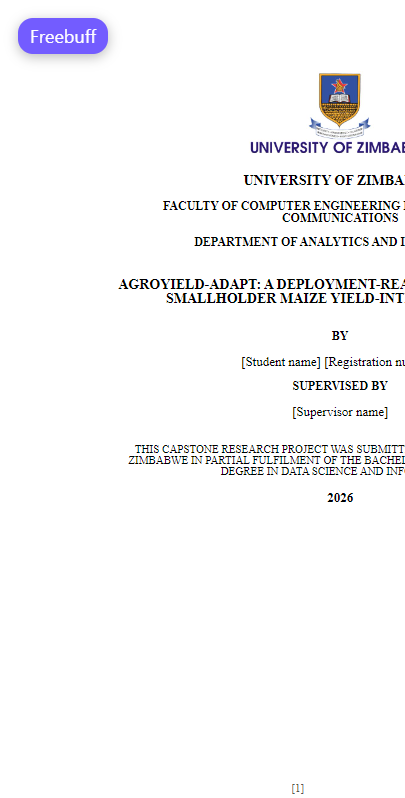 Freebuff
UNIVERSITY OF ZIMBAB
UNIVERSITY OF ZIMBA
FACULTY OF COMPUTER ENGINEERING
COMMUNICATIONS
DEPARTMENT OF ANALYTICS AND
AGROYIELD-ADAPT: A DEPLOYMENT-REA
SMALLHOLDER MAIZE YIELD-INT
BY
[Student name] [Registration nu
SUPERVISED BY
[Supervisor name]
THIS CAPSTONE RESEARCH PROJECT WAS SUBMITT
ZIMBABWE IN PARTIAL FULFILMENT OF THE BACHEL
DEGREE IN DATA SCIENCE AND INFO
2026
[1]